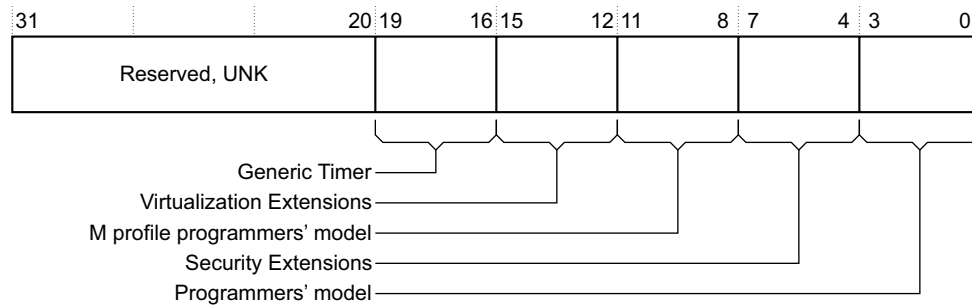 31 20 19 16 15 12 11 8 7 4 3 0
Reserved, UNK
Generic Timer
Virtualization Extensions
M profile programmers’ model
Security Extensions
Programmers’ model